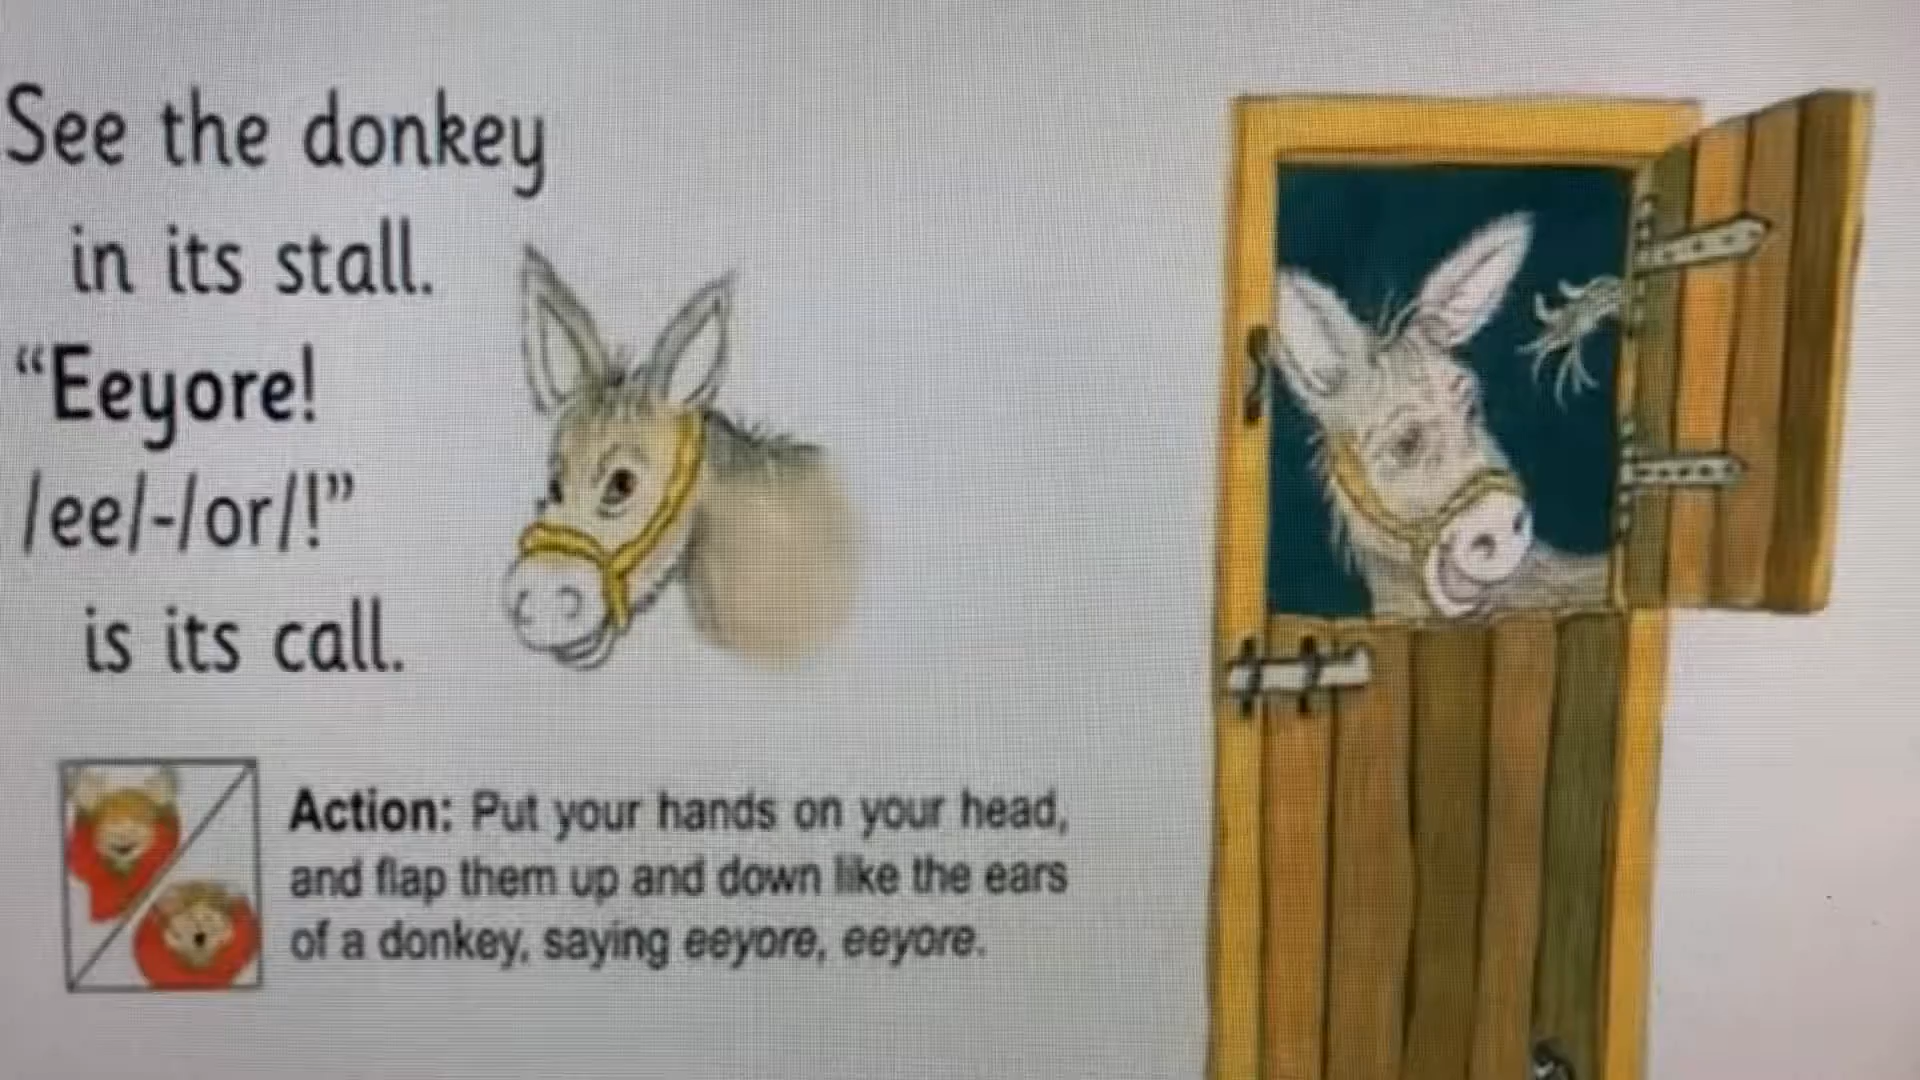 See the donkey
in its stall.
“Eeyore!
/ee/-/or/!”
is its call.
Action: Put your hands on your head,
and flap them up and down like the ears
of a donkey, saying eeyore, eeyore.